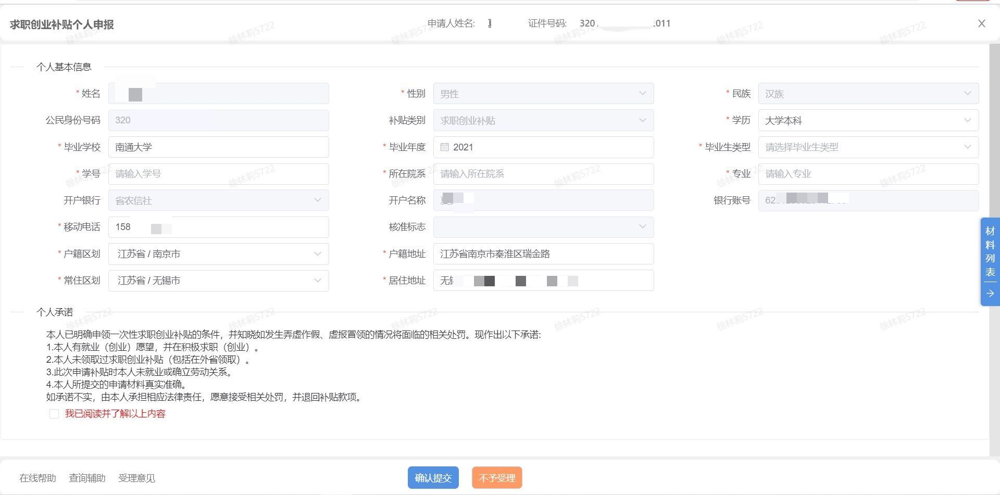 求职创业补贴个人申报 申请人姓名: 证件号码: 320 2011
个人基本信息
* 姓名 * 性别 男性 * 民族 汉族
公民身份号码 320 补贴类别 求职创业补贴 * 学历 大学本科
* 毕业学校 南通大学 * 毕业年度 2021 * 毕业生类型 请选择毕业生类型
* 学号 请输入学号 * 所在院系 请输入所在院系 * 专业 请输入专业
开户银行 省农信社 开户名称 银行账号 62
* 移动电话 158 核准标志
* 户籍区划 江苏省 / 南京市 * 户籍地址 江苏省南京市秦淮区瑞金路
* 常住区划 江苏省 / 无锡市 * 居住地址 无锡
材料列表
个人承诺
本人已明确申领一次性求职创业补贴的条件，并知晓如发生弄虚作假、虚报冒领的情况将面临的相关处罚。现作出以下承诺:
1.本人有就业（创业）愿望，并在积极求职（创业）。
2.本人未领取过求职创业补贴（包括在外省领取）。
3.此次申请补贴时本人未就业或确立劳动关系。
4.本人所提交的申请材料真实准确。
如承诺不实，由本人承担相应法律责任，愿意接受相关处罚，并退回补贴款项。
我已阅读并了解以上内容
在线帮助 查询辅助 受理意见 确认提交 不予受理
徐林莉5722